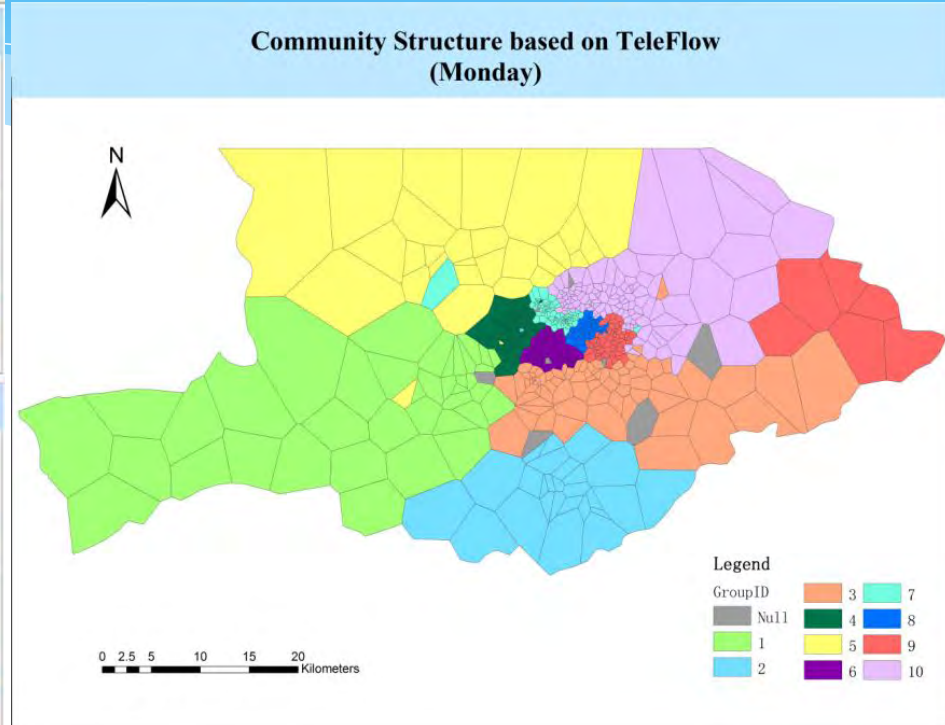 Community Structure based on TeleFlow
(Monday)
N
Legend
GroupID
Null
1
2
3
4
5
6
7
8
9
10
0 2.5 5 10 15 20
Kilometers